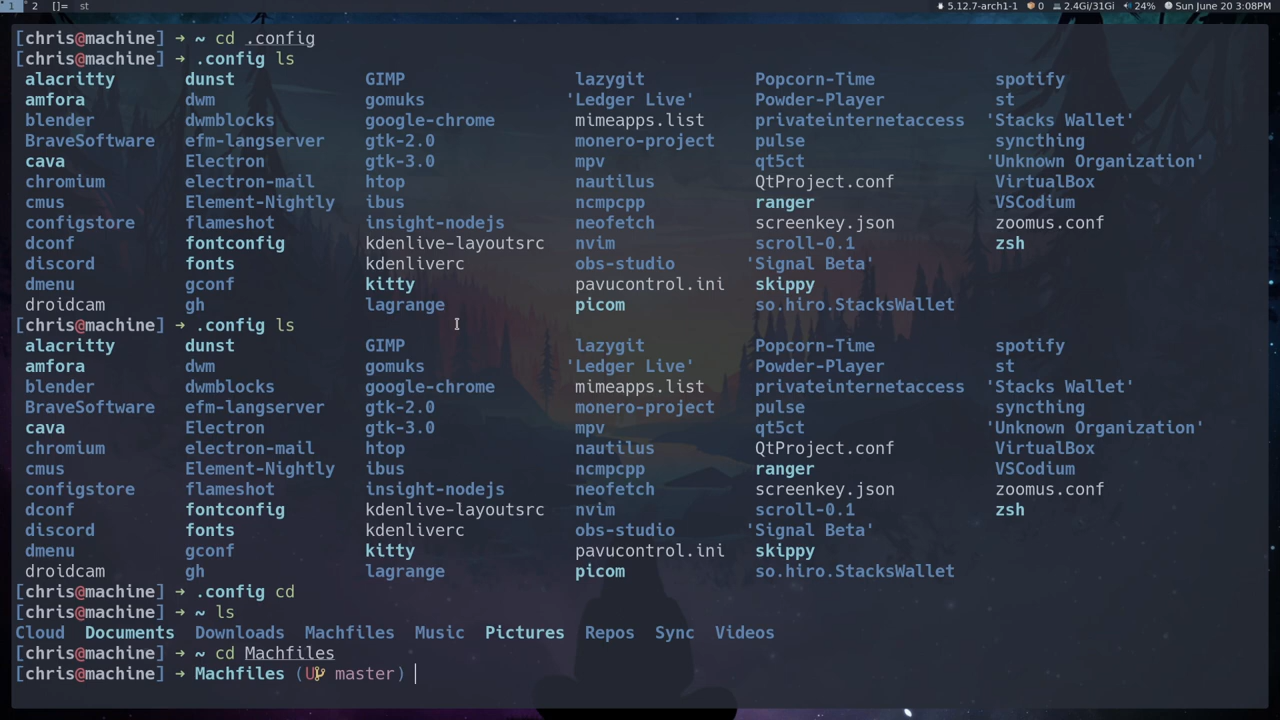 1 2 []= st 5.12.7-arch1-1 0 2.4Gi/31Gi 24% Sun June 20 3:08PM
[chris@machine] → ~ cd .config
[chris@machine] → .config ls
alacritty dunst GIMP lazygit Popcorn-Time spotify
amfora dwm gomuks 'Ledger Live' Powder-Player st
blender dwmblocks google-chrome mimeapps.list privateinternetaccess 'Stacks Wallet'
BraveSoftware efm-langserver gtk-2.0 monero-project pulse syncthing
cava Electron gtk-3.0 mpv qt5ct 'Unknown Organization'
chromium electron-mail htop nautilus QtProject.conf VirtualBox
cmus Element-Nightly ibus ncmpcpp ranger VSCodium
configstore flameshot insight-nodejs neofetch screenkey.json zoomus.conf
dconf fontconfig kdenlive-layoutsrc nvim scroll-0.1 zsh
discord fonts kdenliverc obs-studio 'Signal Beta'
dmenu gconf kitty pavucontrol.ini skippy
droidcam gh lagrange picom so.hiro.StacksWallet
[chris@machine] → .config ls
alacritty dunst GIMP lazygit Popcorn-Time spotify
amfora dwm gomuks 'Ledger Live' Powder-Player st
blender dwmblocks google-chrome mimeapps.list privateinternetaccess 'Stacks Wallet'
BraveSoftware efm-langserver gtk-2.0 monero-project pulse syncthing
cava Electron gtk-3.0 mpv qt5ct 'Unknown Organization'
chromium electron-mail htop nautilus QtProject.conf VirtualBox
cmus Element-Nightly ibus ncmpcpp ranger VSCodium
configstore flameshot insight-nodejs neofetch screenkey.json zoomus.conf
dconf fontconfig kdenlive-layoutsrc nvim scroll-0.1 zsh
discord fonts kdenliverc obs-studio 'Signal Beta'
dmenu gconf kitty pavucontrol.ini skippy
droidcam gh lagrange picom so.hiro.StacksWallet
[chris@machine] → .config cd
[chris@machine] → ~ ls
Cloud Documents Downloads Machfiles Music Pictures Repos Sync Videos
[chris@machine] → ~ cd Machfiles
[chris@machine] → Machfiles (U master)